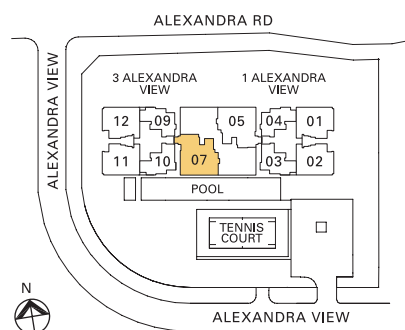 ALEXANDRA RD
ALEXANDRA VIEW
3 ALEXANDRA
VIEW
1 ALEXANDRA
VIEW
12
09
05
04
01
11
10
07
03
02
POOL
TENNIS
COURT
N
ALEXANDRA VIEW